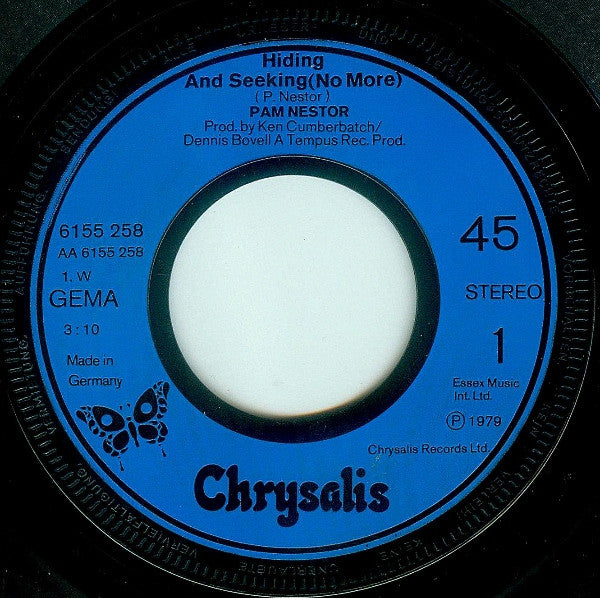 Hiding
And Seeking(No More)
( P. Nestor )
PAM NESTOR
Prod. by Ken Cumberbatch/
Dennis Bovell A Tempus Rec. Prod.
6155 258
AA 6155 258
1. W
GEMA
3 : 10
Made in
Germany
45
STEREO
1
Essex Music
Int. Ltd.
Ⓟ 1979
Chrysalis Records Ltd.
Chrysalis